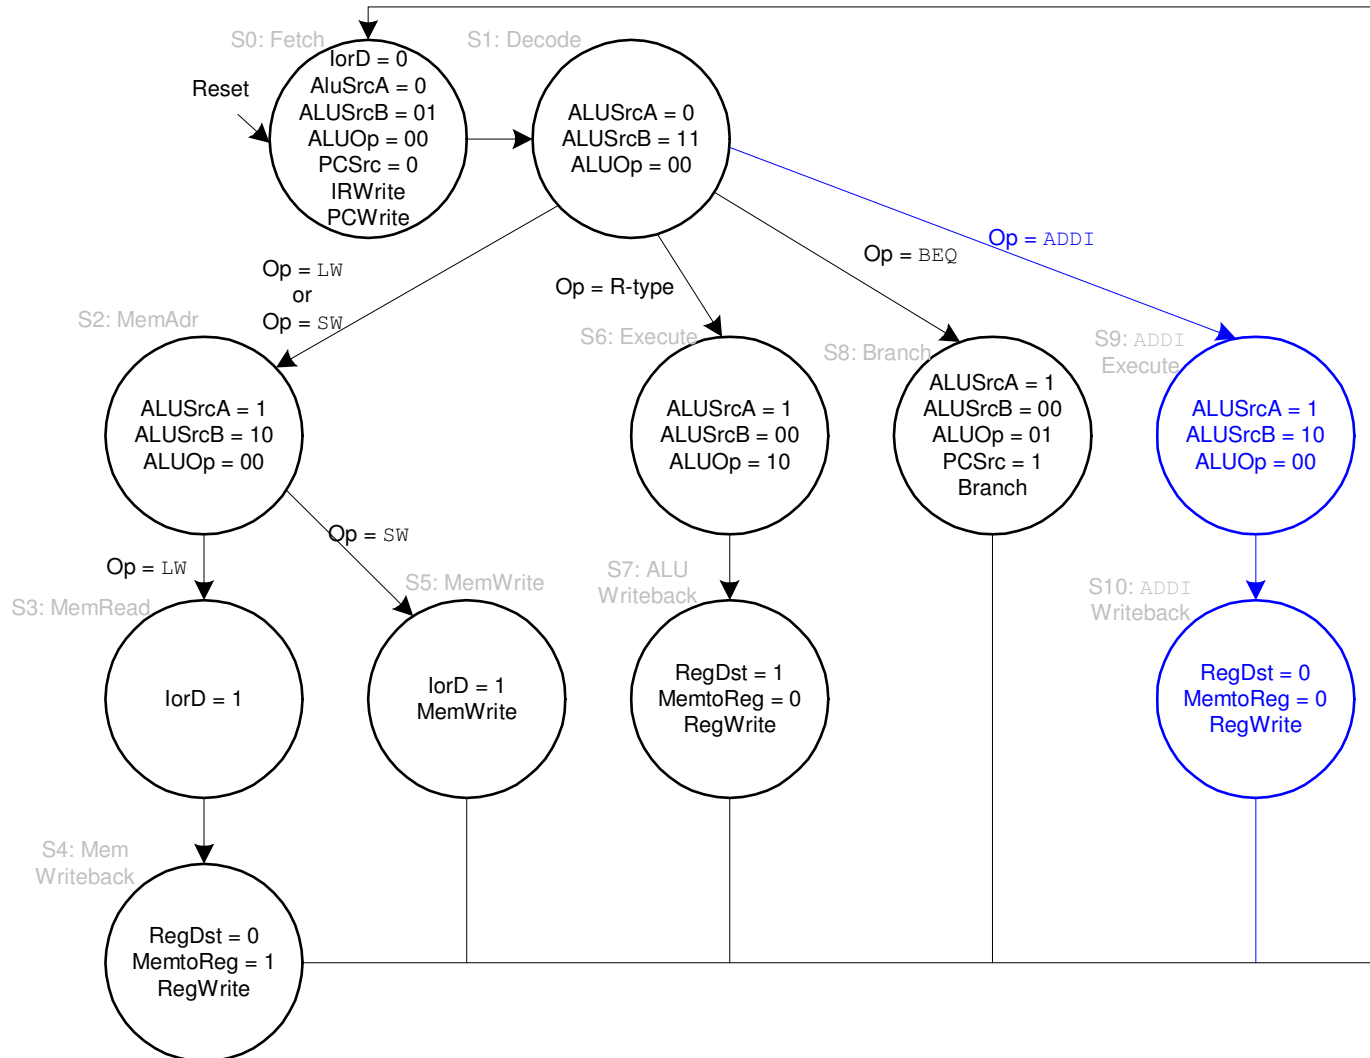 S0: Fetch
IorD = 0
AluSrcA = 0
ALUSrcB = 01
ALUOp = 00
PCSrc = 0
IRWrite
PCWrite
Reset
S1: Decode
ALUSrcA = 0
ALUSrcB = 11
ALUOp = 00
Op = LW
or
Op = SW
Op = R-type
Op = BEQ
Op = ADDI
S2: MemAdr
ALUSrcA = 1
ALUSrcB = 10
ALUOp = 00
S6: Execute
ALUSrcA = 1
ALUSrcB = 00
ALUOp = 10
S8: Branch
ALUSrcA = 1
ALUSrcB = 00
ALUOp = 01
PCSrc = 1
Branch
S9: ADDI
Execute
ALUSrcA = 1
ALUSrcB = 10
ALUOp = 00
Op = LW
Op = SW
S3: MemRead
IorD = 1
S5: MemWrite
IorD = 1
MemWrite
S7: ALU
Writeback
RegDst = 1
MemtoReg = 0
RegWrite
S10: ADDI
Writeback
RegDst = 0
MemtoReg = 0
RegWrite
S4: Mem
Writeback
RegDst = 0
MemtoReg = 1
RegWrite